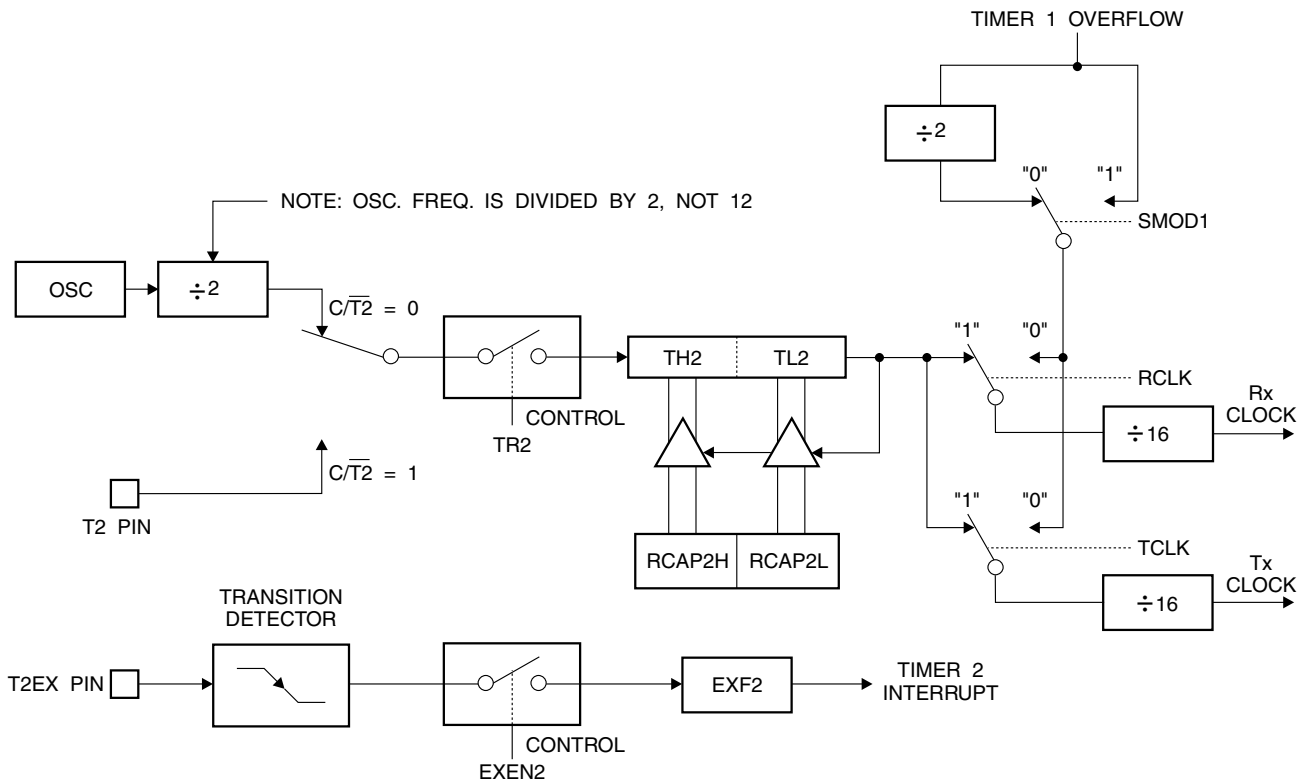 TIMER 1 OVERFLOW
÷2
"0" "1"
SMOD1
NOTE: OSC. FREQ. IS DIVIDED BY 2, NOT 12
OSC
÷2
C/T2̅ = 0
TH2
TL2
"1" "0"
RCLK
CONTROL
TR2
÷16
Rx
CLOCK
C/T2̅ = 1
T2 PIN
RCAP2H
RCAP2L
"1" "0"
TCLK
÷16
Tx
CLOCK
TRANSITION
DETECTOR
T2EX PIN
EXF2
TIMER 2
INTERRUPT
CONTROL
EXEN2